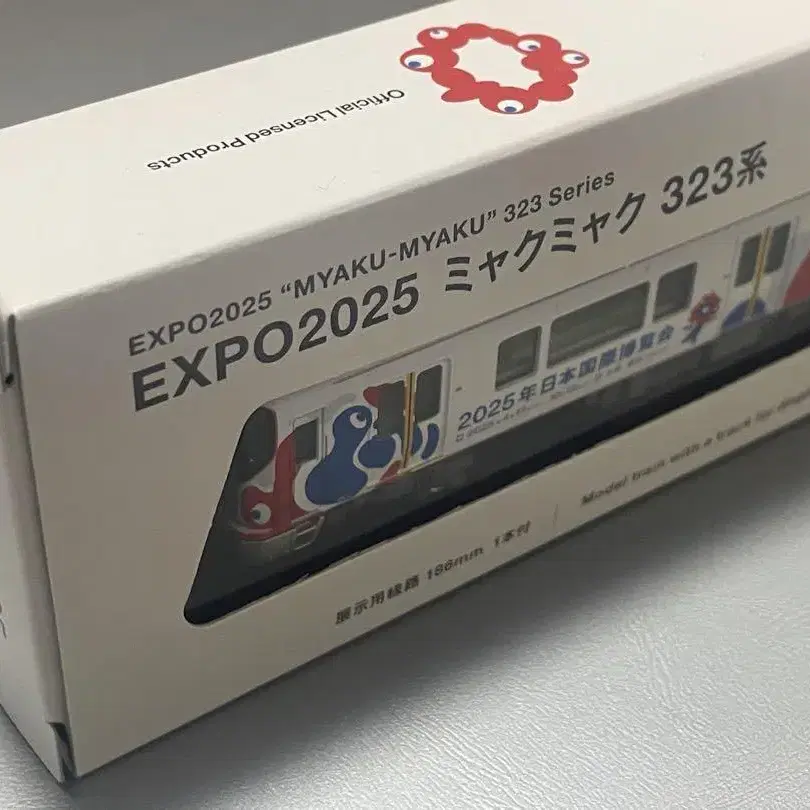 Official Licensed Products
EXPO2025 “MYAKU-MYAKU” 323 Series
EXPO2025 ミャクミャク 323系
2025年日本国際博覧会
展示用線路 186mm 1本付
Model train with a track for